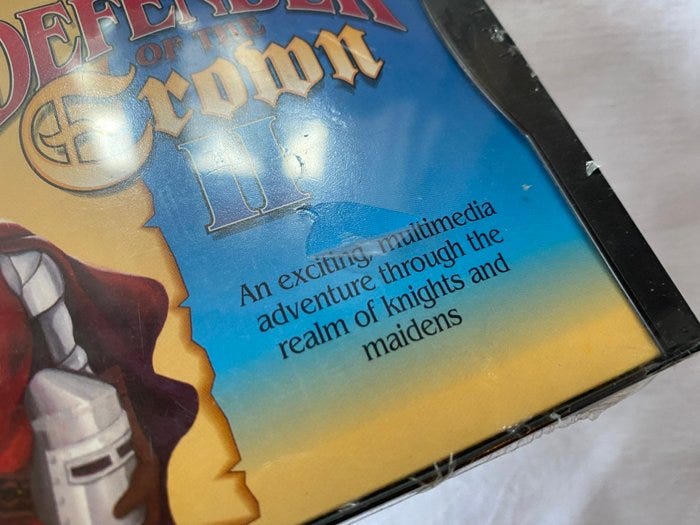 DEFENDER
OF THE
Crown
II
An exciting, multimedia
adventure through the
realm of knights and
maidens